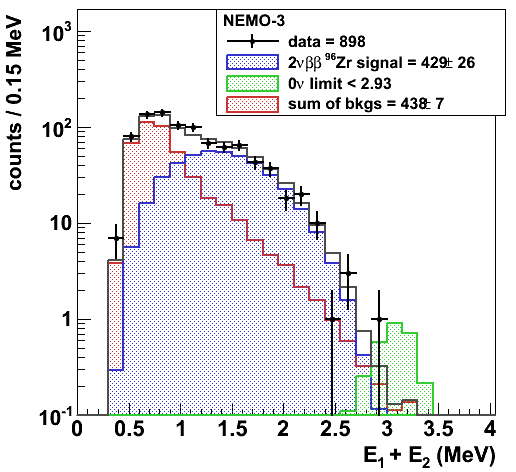 NEMO-3
data = 898
2νββ ⁹⁶Zr signal = 429± 26
0ν limit < 2.93
sum of bkgs = 438± 7
counts / 0.15 MeV
10³
10²
10
1
10⁻¹
0 0.5 1 1.5 2 2.5 3 3.5 4
E₁ + E₂ (MeV)